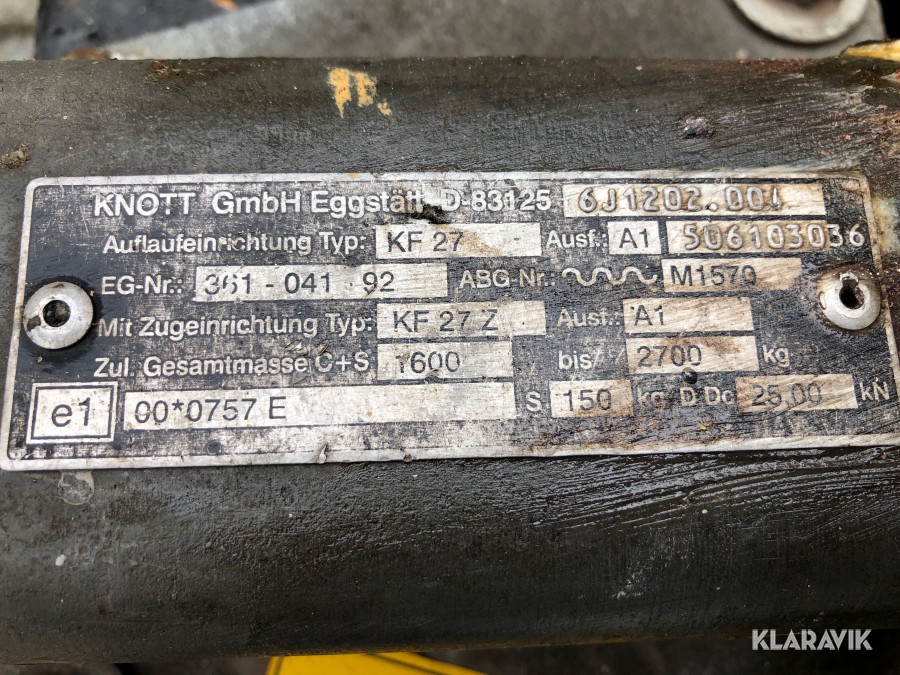 KNOTT GmbH Eggstätt D-83125 6J1202.001
Auflaufeinrichtung Typ: KF 27 Ausf.: A1 506103036
EG-Nr.: 361-041-92 ABG-Nr.: M1570
Mit Zugeinrichtung Typ: KF 27 Z Ausf.: A1
Zul. Gesamtmasse C+S 1600 bis 2700 kg
e1 00*0757 E S 150 kg D Dc 25,00 kN
KLARAVIK